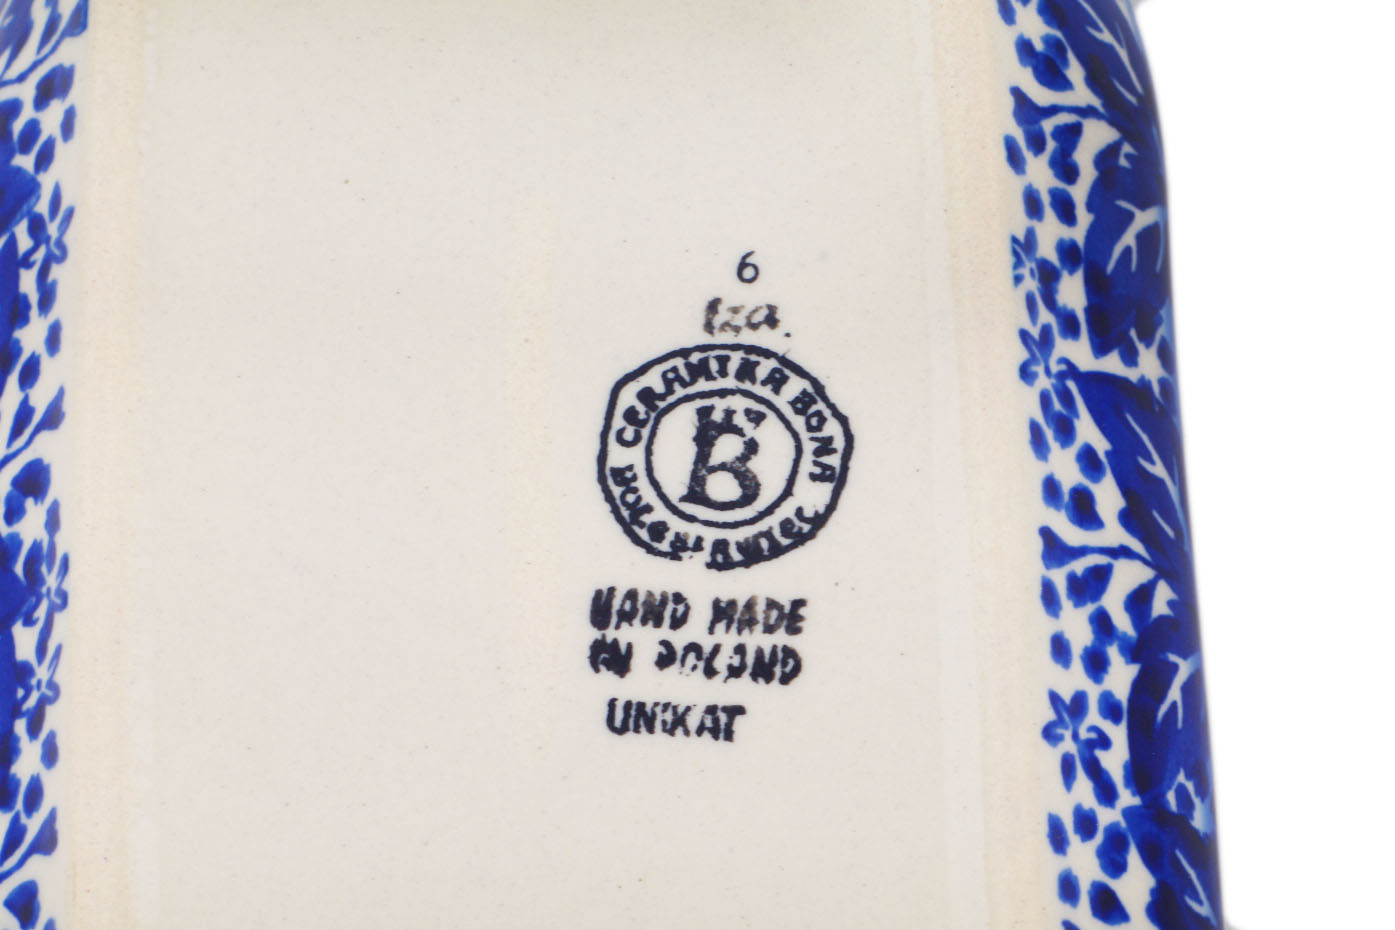 6
Iza.
CERAMIKA BONA
BOLESŁAWIEC
B
HAND MADE
IN POLAND
UNIKAT